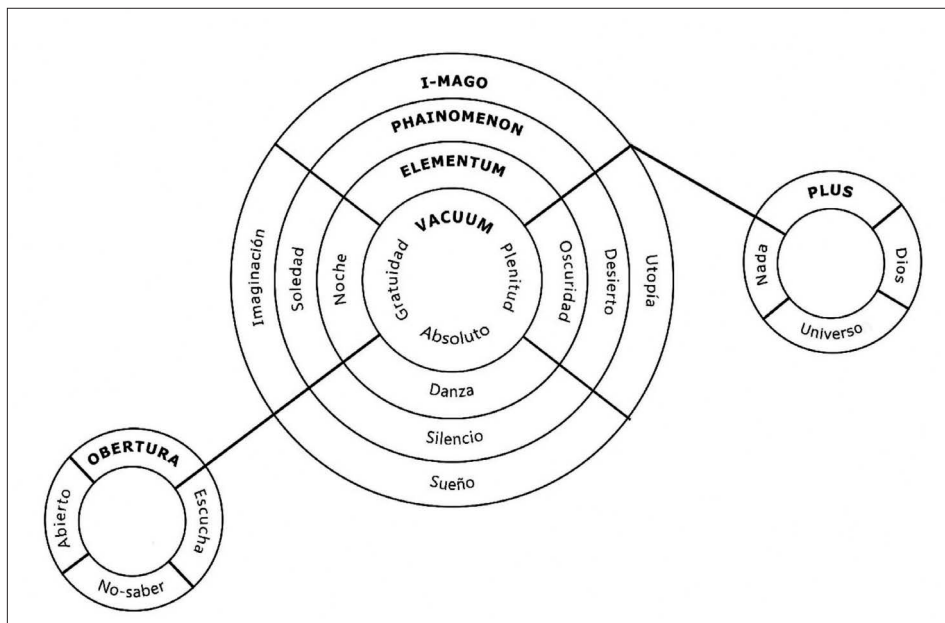 I-MAGO
PHAINOMENON
ELEMENTUM
VACUUM
Imaginación
Soledad
Noche
Gratuidad
Plenitud
Oscuridad
Desierto
Utopía
Absoluto
Danza
Silencio
Sueño
PLUS
Nada
Dios
Universo
OBERTURA
Abierto
Escucha
No-saber